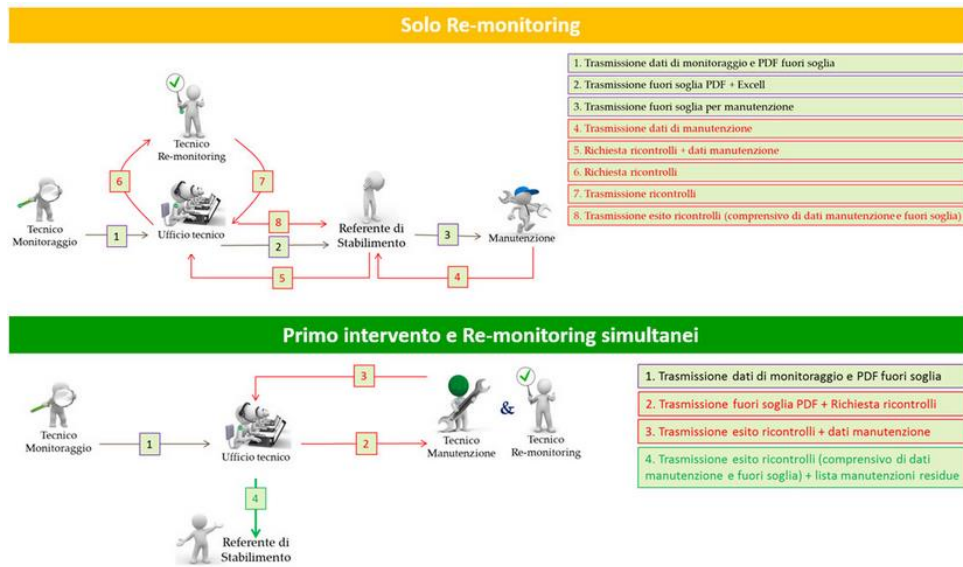 Solo Re-monitoring
1. Trasmissione dati di monitoraggio e PDF fuori soglia
2. Trasmissione fuori soglia PDF + Excell
3. Trasmissione fuori soglia per manutenzione
4. Trasmissione dati di manutenzione
5. Richiesta ricontrolli + dati manutenzione
6. Richiesta ricontrolli
7. Trasmissione ricontrolli
8. Trasmissione esito ricontrolli (comprensivo di dati manutenzione e fuori soglia)
Tecnico
Re-monitoring
6
7
Tecnico
Monitoraggio
1
Ufficio tecnico
8
2
Referente di
Stabilimento
3
Manutenzione
5
4
Primo intervento e Re-monitoring simultanei
1. Trasmissione dati di monitoraggio e PDF fuori soglia
2. Trasmissione fuori soglia PDF + Richiesta ricontrolli
3. Trasmissione esito ricontrolli + dati manutenzione
4. Trasmissione esito ricontrolli (comprensivo di dati
manutenzione e fuori soglia) + lista manutenzioni residue
3
&
Tecnico
Monitoraggio
1
Ufficio tecnico
2
Tecnico
Manutenzione
Tecnico
Re-monitoring
4
Referente di
Stabilimento